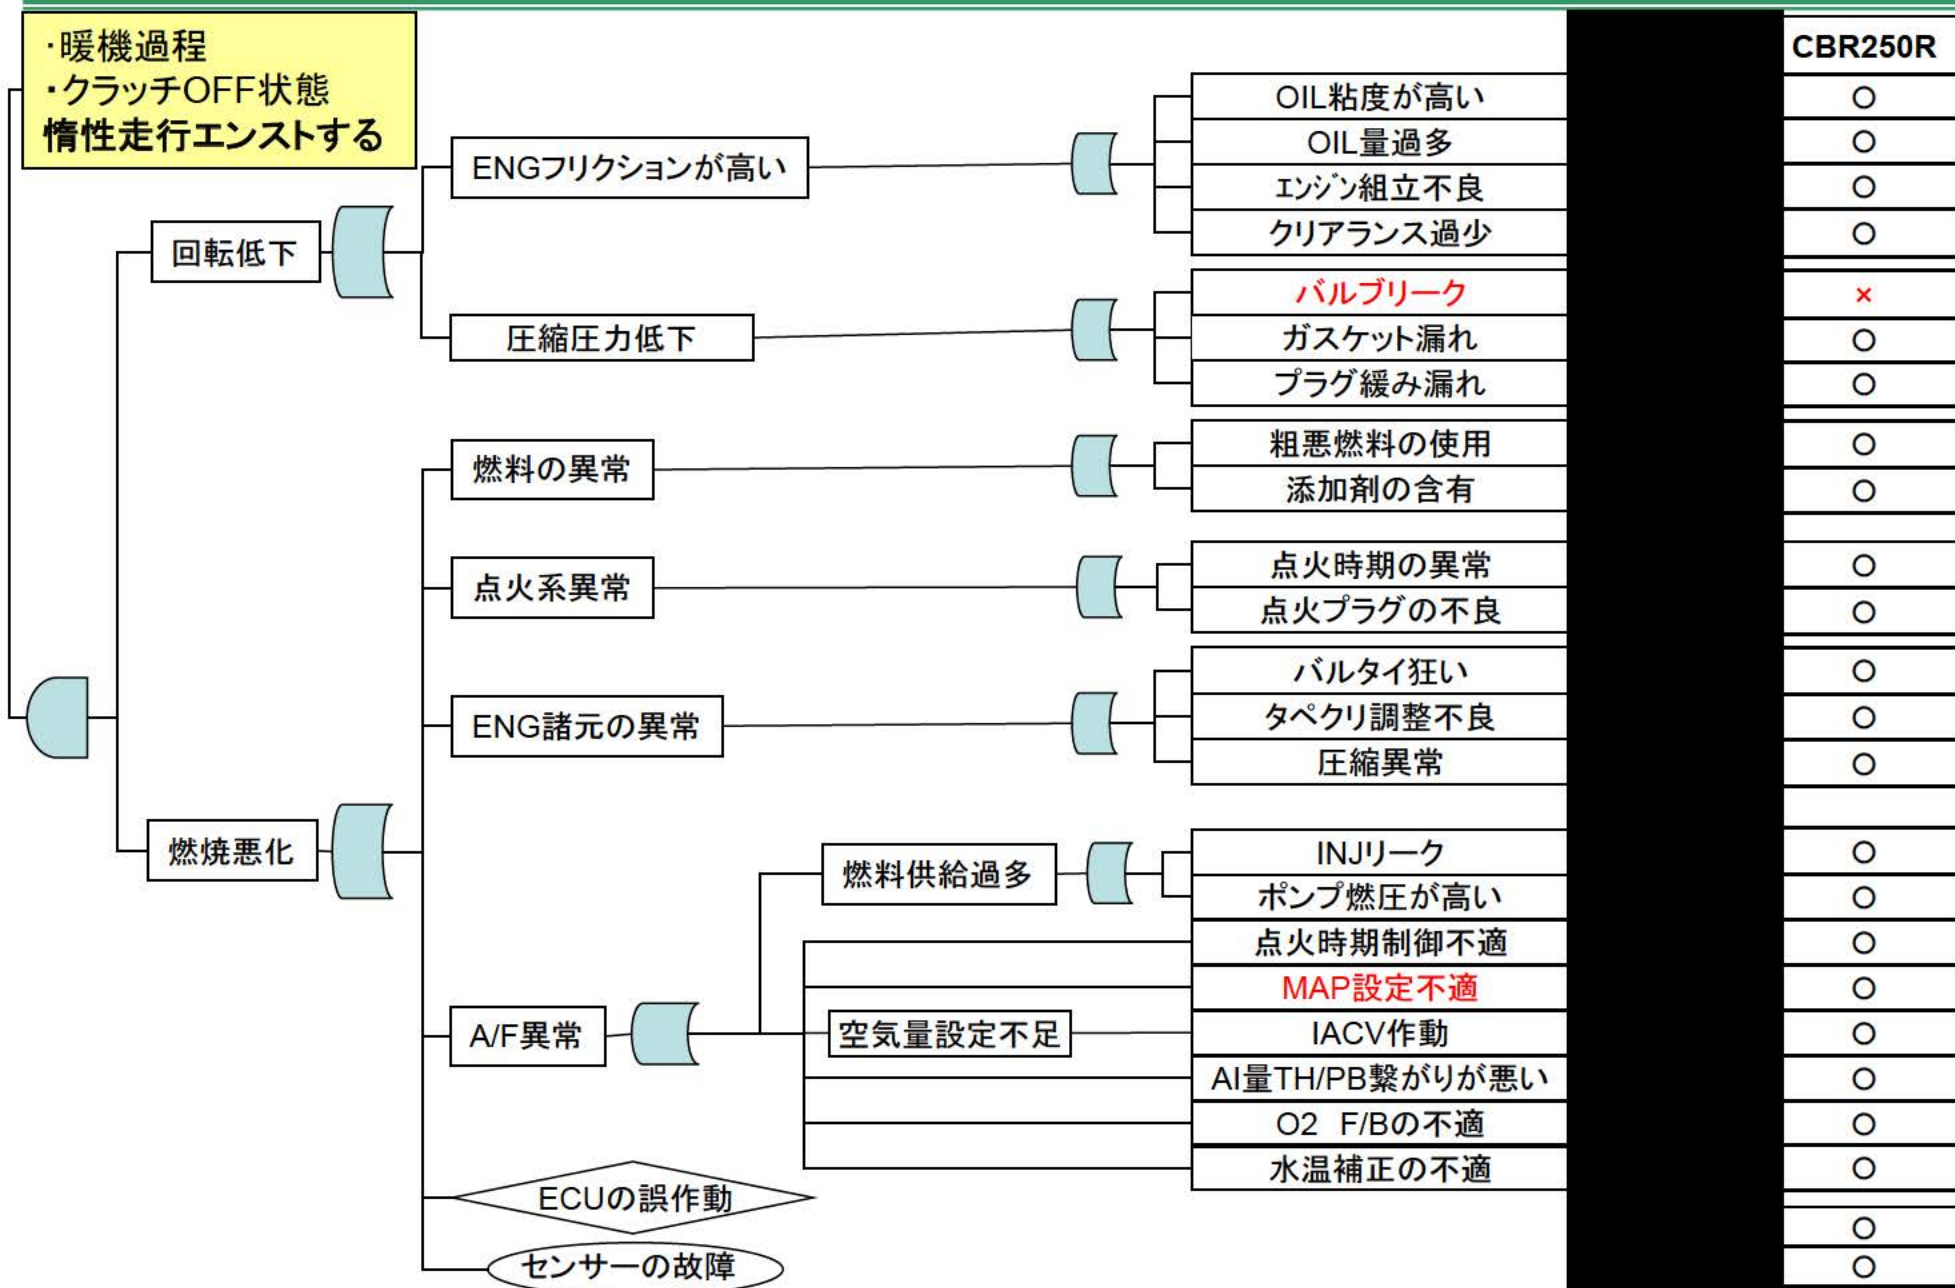 ・暖機過程
・クラッチOFF状態
惰性走行エンストする
CBR250R
回転低下
ENGフリクションが高い
OIL粘度が高い ○
OIL量過多 ○
エンジン組立不良 ○
クリアランス過少 ○
圧縮圧力低下
バルブリーク ×
ガスケット漏れ ○
プラグ緩み漏れ ○
燃焼悪化
燃料の異常
粗悪燃料の使用 ○
添加剤の含有 ○
点火系異常
点火時期の異常 ○
点火プラグの不良 ○
ENG諸元の異常
バルタイ狂い ○
タペクリ調整不良 ○
圧縮異常 ○
A/F異常
燃料供給過多
INJリーク ○
ポンプ燃圧が高い ○
点火時期制御不適 ○
MAP設定不適 ○
空気量設定不足
IACV作動 ○
AI量TH/PB繋がりが悪い ○
O2 F/Bの不適 ○
水温補正の不適 ○
ECUの誤作動 ○
センサーの故障 ○